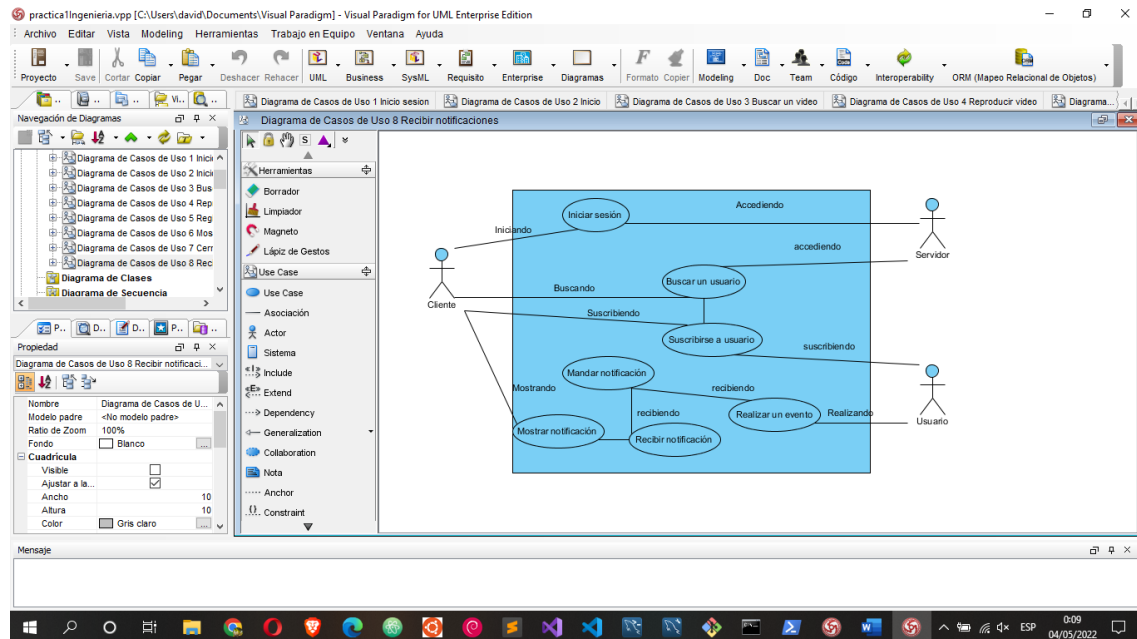 practica1Ingenieria.vpp [C:\Users\david\Documents\Visual Paradigm] - Visual Paradigm for UML Enterprise Edition
Archivo Editar Vista Modeling Herramientas Trabajo en Equipo Ventana Ayuda
Proyecto Save Cortar Copiar Pegar Deshacer Rehacer UML Business SysML Requisito Enterprise Diagramas Formato Copier Modeling Doc Team Código Interoperability ORM (Mapeo Relacional de Objetos)
Vi...
Diagrama de Casos de Uso 1 Inicio sesion Diagrama de Casos de Uso 2 Inicio Diagrama de Casos de Uso 3 Buscar un video Diagrama de Casos de Uso 4 Reproducir video Diagrama...
Navegación de Diagramas
Diagrama de Casos de Uso 1 Inici
Diagrama de Casos de Uso 2 Inici
Diagrama de Casos de Uso 3 Bus
Diagrama de Casos de Uso 4 Rep
Diagrama de Casos de Uso 5 Reg
Diagrama de Casos de Uso 6 Mos
Diagrama de Casos de Uso 7 Cerr
Diagrama de Casos de Uso 8 Rec
Diagrama de Clases
Diagrama de Secuencia
P.. D.. D.. P..
Propiedad
Diagrama de Casos de Uso 8 Recibir notificaci...
Nombre Diagrama de Casos de U...
Modelo padre <No modelo padre>
Ratio de Zoom 100%
Fondo Blanco ...
Cuadrícula
Visible
Ajustar a la...
Ancho 10
Altura 10
Color Gris claro ...
Diagrama de Casos de Uso 8 Recibir notificaciones
S
Herramientas
Borrador
Limpiador
Magneto
Lápiz de Gestos
Use Case
Use Case
Asociación
Actor
Sistema
Include
Extend
Dependency
Generalization
Collaboration
Nota
Anchor
Constraint
Iniciar sesión
Accediendo
Iniciando
accediendo
Servidor
Buscar un usuario
Buscando
Cliente
Suscribiendo
Suscribirse a usuario
suscribiendo
Mandar notificación
Mostrando
recibiendo
recibiendo
Realizar un evento
Realizando
Usuario
Mostrar notificación
Recibir notificación
Mensaje
ESP
0:09
04/05/2022